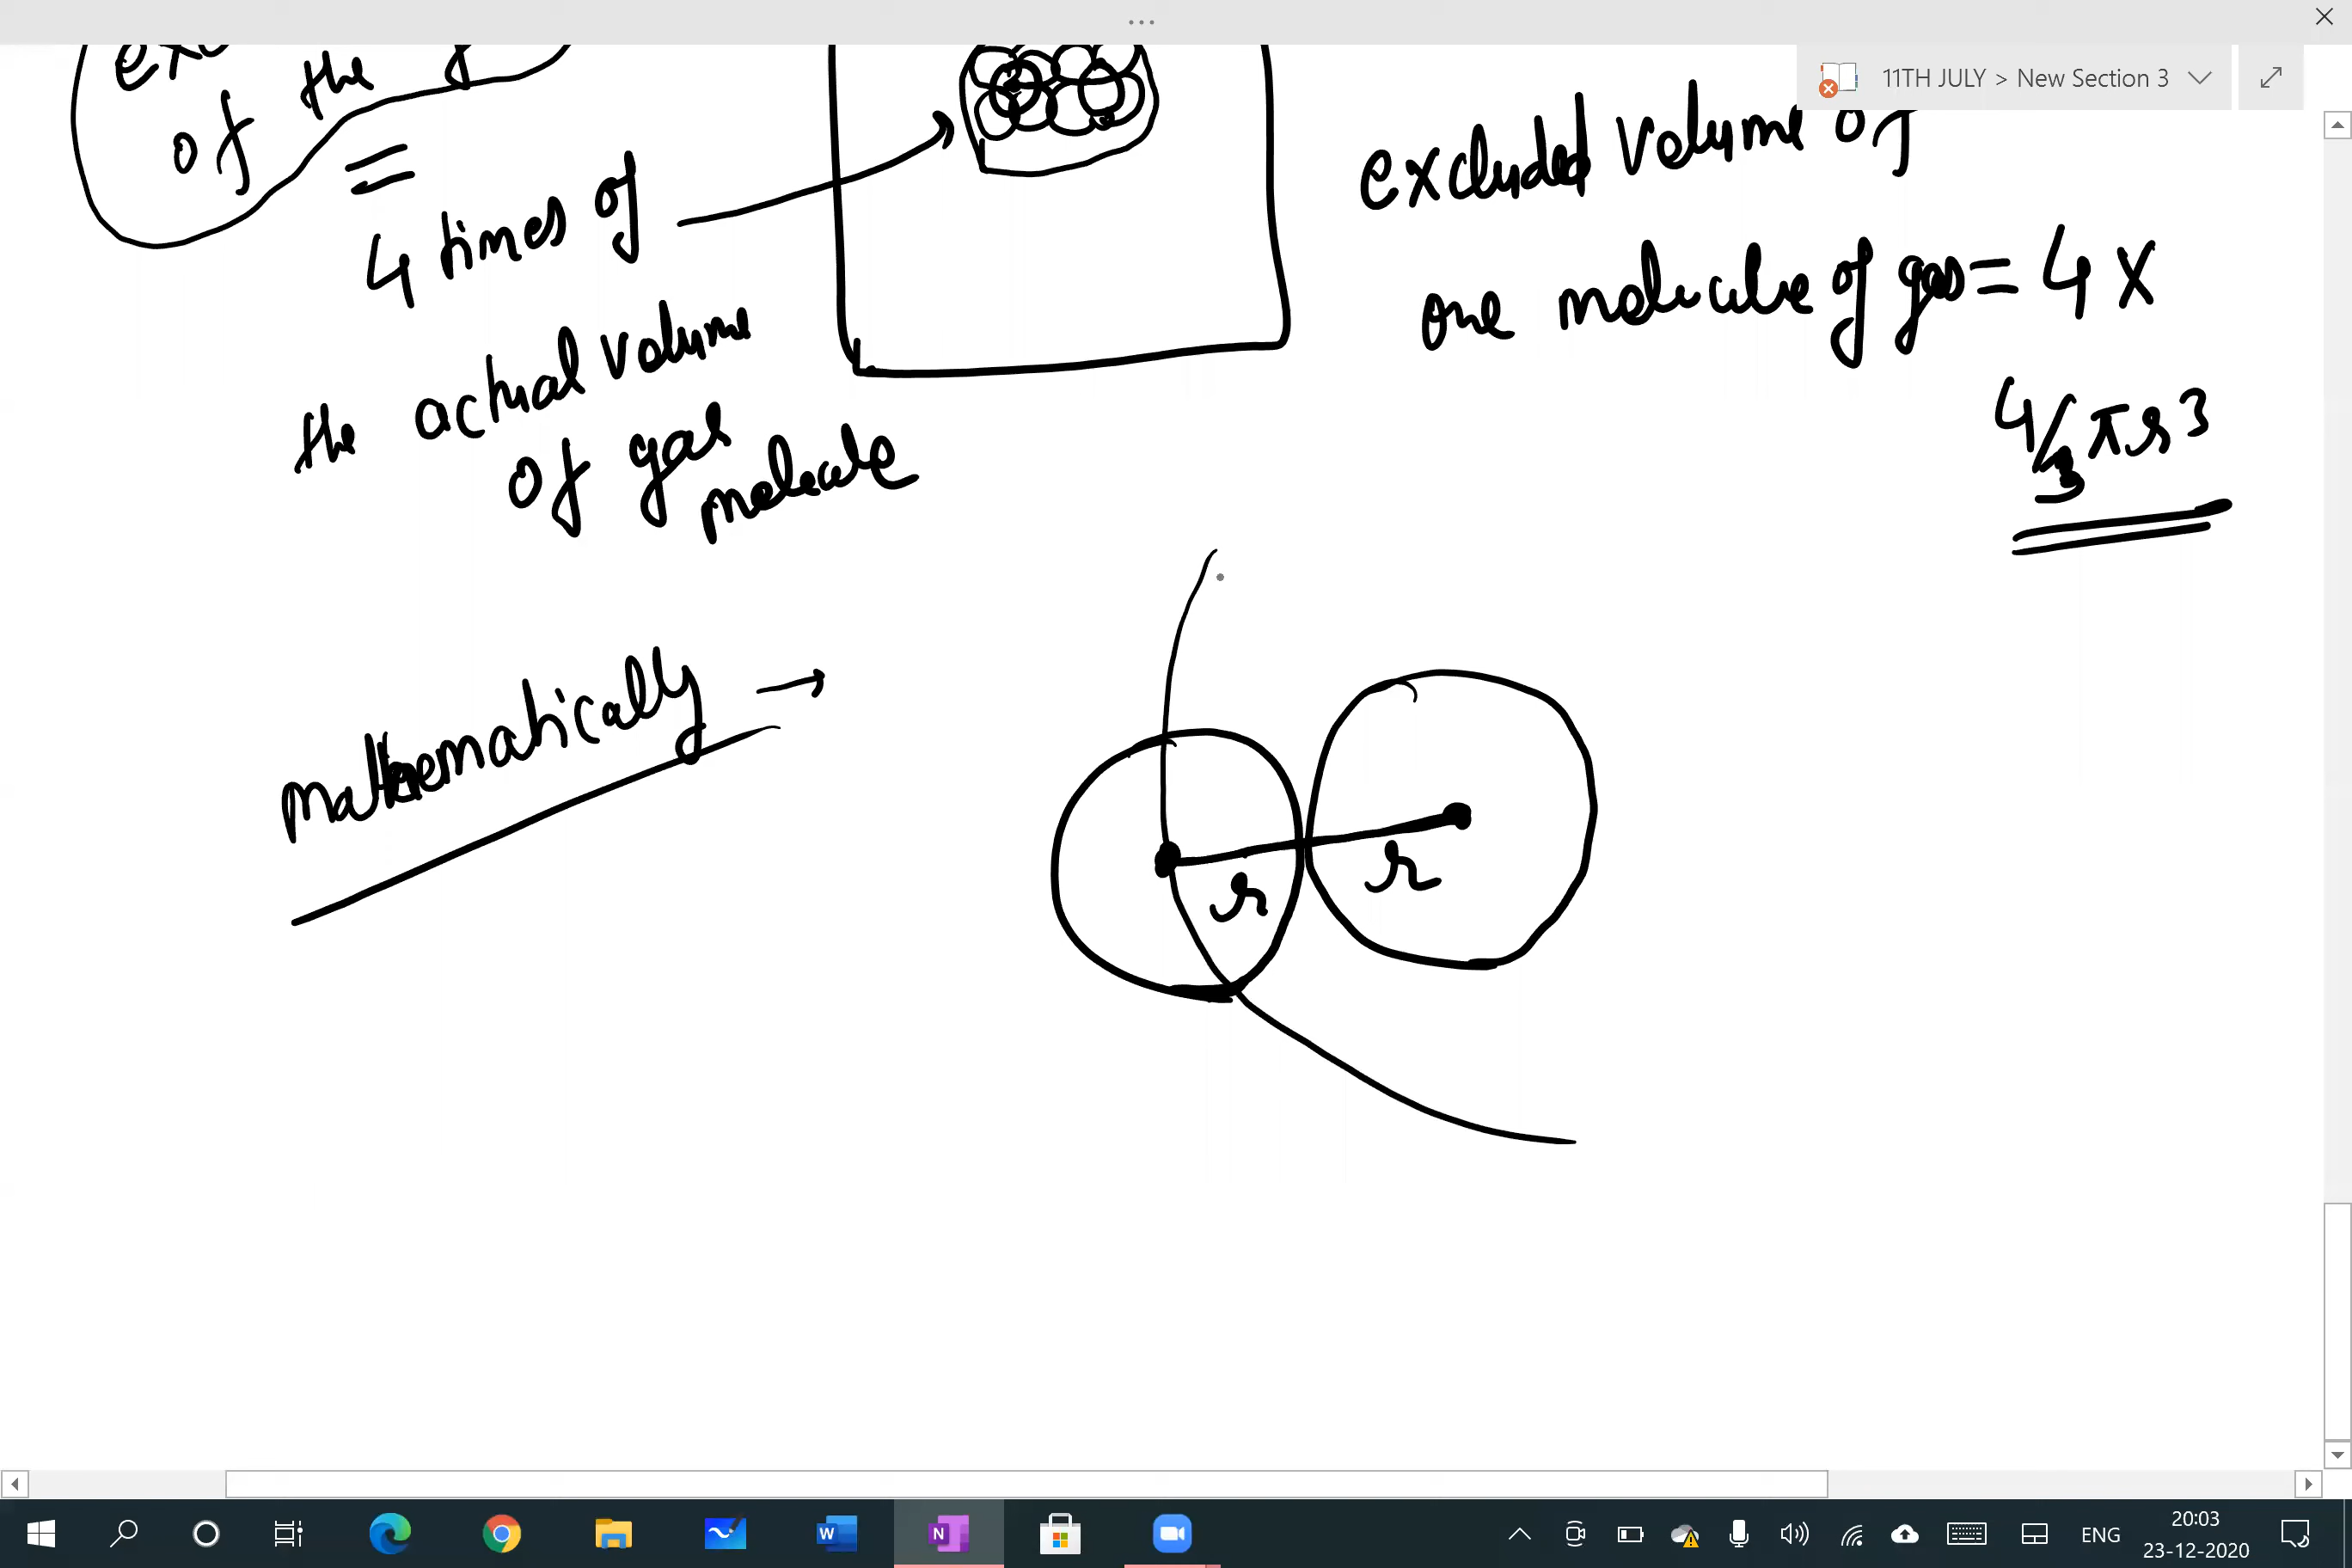 11TH JULY > New Section 3
of the
4 times of
the actual volume
of gas
molecule
excluded Volume of
one molecule of gas = 4 x
4/3 πr3
mathematically →
r r
W
N
ENG
20:03
23-12-2020